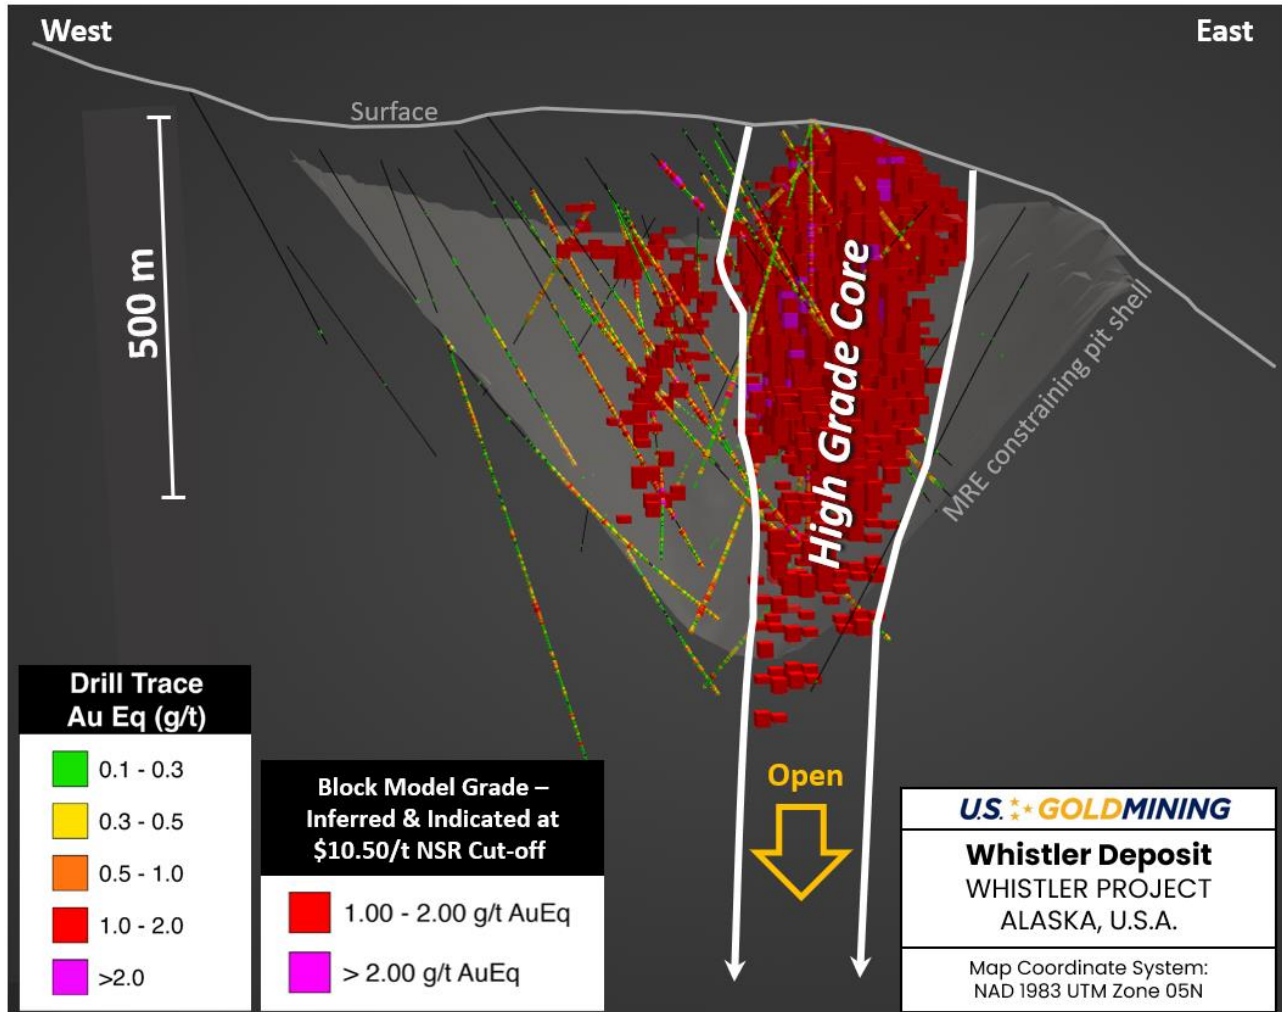 West
East
Surface
500 m
High Grade Core
MRE constraining pit shell
Drill Trace
Au Eq (g/t)
0.1 - 0.3
0.3 - 0.5
0.5 - 1.0
1.0 - 2.0
>2.0
Block Model Grade –
Inferred & Indicated at
$10.50/t NSR Cut-off
1.00 - 2.00 g/t AuEq
> 2.00 g/t AuEq
Open
U.S. GOLDMINING
Whistler Deposit
WHISTLER PROJECT
ALASKA, U.S.A.
Map Coordinate System:
NAD 1983 UTM Zone 05N